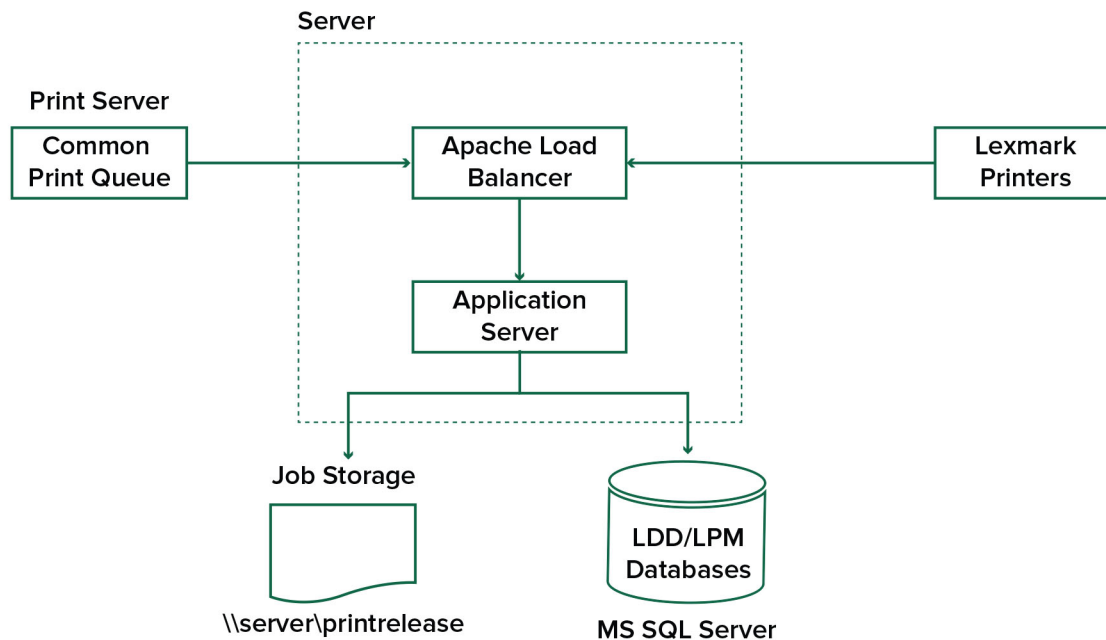 Server
Print Server
Common
Print Queue
Apache Load
Balancer
Lexmark
Printers
Application
Server
Job Storage
\\server\printrelease
LDD/LPM
Databases
MS SQL Server